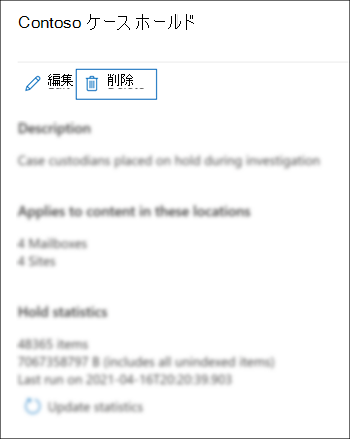 Contoso ケース ホールド
編集
削除
Description
Case custodians placed on hold during investigation
Applies to content in these locations
4 Mailboxes
4 Sites
Hold statistics
48365 items
7067358797 B (includes all unindexed items)
Last run on 2021-04-16T20:20:39.903
Update statistics